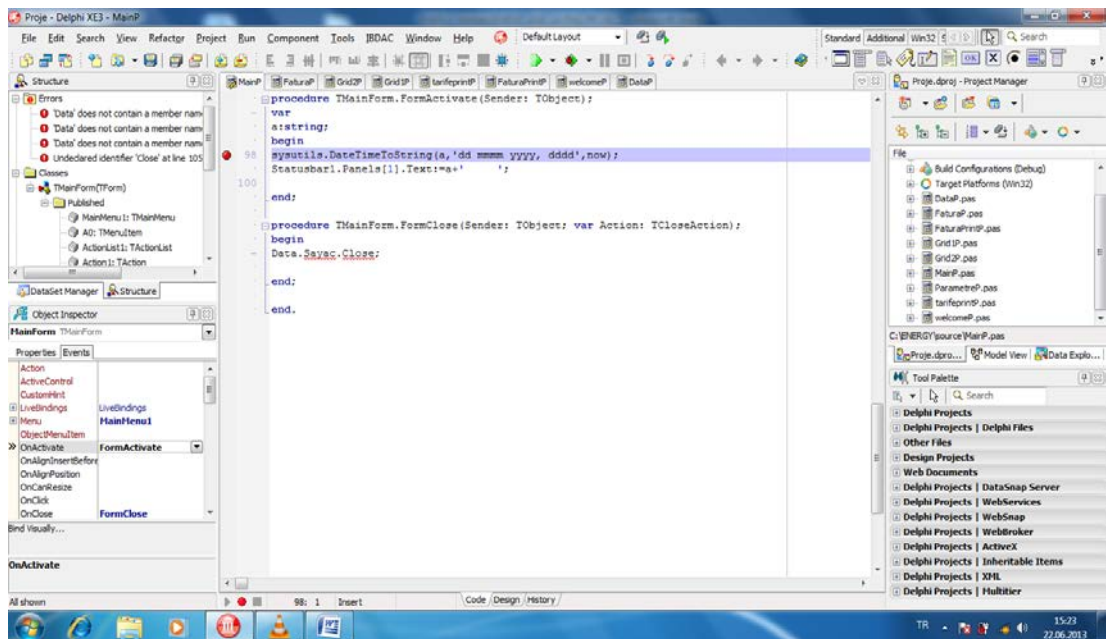 Proje - Delphi XE3 - MainP
File Edit Search View Refactor Project Run Component Tools IBDAC Window Help Default Layout Search
Standard Additional Win32
Structure
MainP FaturaP Grid2P Grid1P tarifeprintP FaturaPrintP welcomeP DataP
Proje.dproj - Project Manager
Errors
'Data' does not contain a member nam
'Data' does not contain a member nam
'Data' does not contain a member nam
Undeclared identifier 'Close' at line 105
Classes
TMainForm(TForm)
Published
MainMenu1: TMainMenu
A0: TMenuItem
ActionList1: TActionList
Action1: TAction
DataSet Manager Structure
Object Inspector
MainForm TMainForm
Properties Events
Action
ActiveControl
CustomHint
LiveBindings LiveBindings
Menu MainMenu1
ObjectMenuItem
OnActivate FormActivate
OnAlignInsertBefore
OnAlignPosition
OnCanResize
OnClick
OnClose FormClose
Bind Visually...
OnActivate
All shown
procedure TMainForm.FormActivate(Sender: TObject);
var
a:string;
begin
98 sysutils.DateTimeToString(a,'dd mmmm yyyy, dddd',now);
Statusbar1.Panels[1].Text:=a+' ';
100
end;
procedure TMainForm.FormClose(Sender: TObject; var Action: TCloseAction);
begin
Data.Sayac.Close;
end;
end.
98: 1 Insert Code Design History
File
Build Configurations (Debug)
Target Platforms (Win32)
DataP.pas
FaturaP.pas
FaturaPrintP.pas
Grid1P.pas
Grid2P.pas
MainP.pas
ParametreP.pas
tarifeprintP.pas
welcomeP.pas
C:\ENERGY\source\MainP.pas
Proje.dpro... Model View Data Explo...
Tool Palette
Search
Delphi Projects
Delphi Projects | Delphi Files
Other Files
Design Projects
Web Documents
Delphi Projects | DataSnap Server
Delphi Projects | WebServices
Delphi Projects | WebSnap
Delphi Projects | WebBroker
Delphi Projects | ActiveX
Delphi Projects | Inheritable Items
Delphi Projects | XML
Delphi Projects | Multitier
TR 15:23
22.06.2013